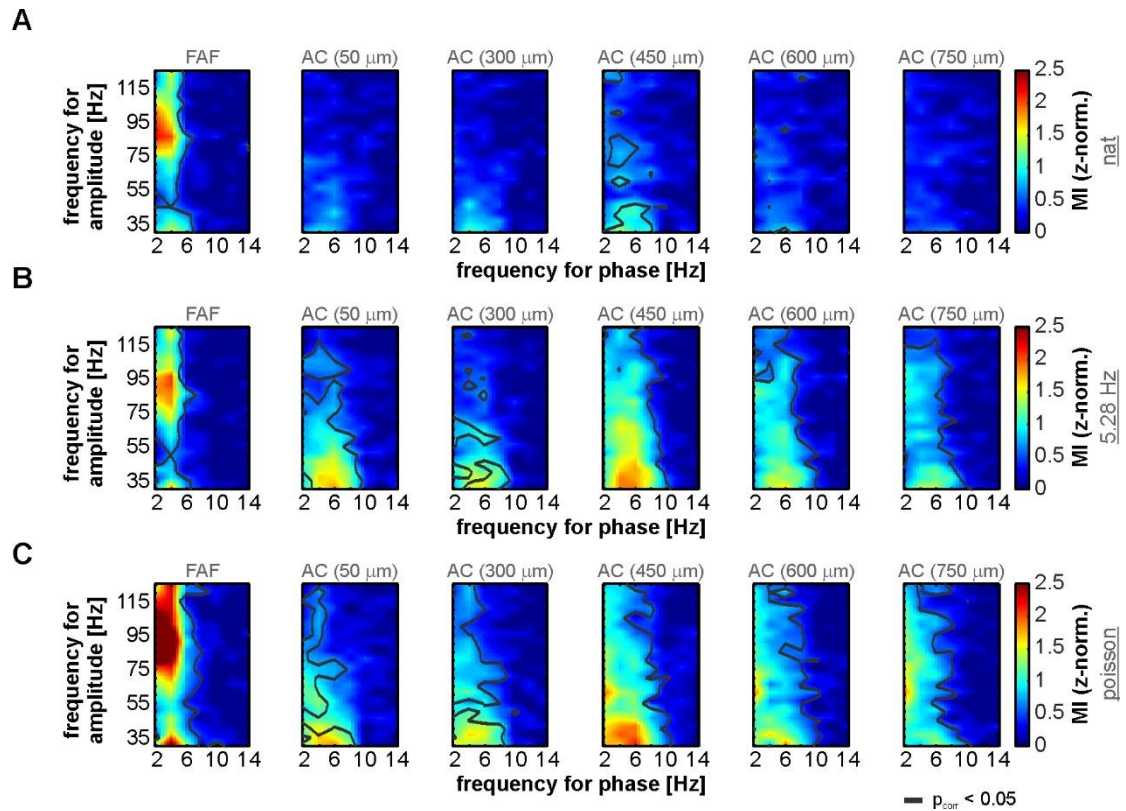 A
FAF AC (50 μm) AC (300 μm) AC (450 μm) AC (600 μm) AC (750 μm)
frequency for
amplitude [Hz]
115
95
75
55
35
2 6 10 14 2 6 10 14 2 6 10 14 2 6 10 14 2 6 10 14 2 6 10 14
frequency for phase [Hz]
2.5
2
1.5
1
0.5
0
MI (z-norm.)
nat
B
FAF AC (50 μm) AC (300 μm) AC (450 μm) AC (600 μm) AC (750 μm)
frequency for
amplitude [Hz]
115
95
75
55
35
2 6 10 14 2 6 10 14 2 6 10 14 2 6 10 14 2 6 10 14 2 6 10 14
frequency for phase [Hz]
2.5
2
1.5
1
0.5
0
MI (z-norm.)
5.28 Hz
C
FAF AC (50 μm) AC (300 μm) AC (450 μm) AC (600 μm) AC (750 μm)
frequency for
amplitude [Hz]
115
95
75
55
35
2 6 10 14 2 6 10 14 2 6 10 14 2 6 10 14 2 6 10 14 2 6 10 14
frequency for phase [Hz]
2.5
2
1.5
1
0.5
0
MI (z-norm.)
poisson
p_corr < 0.05